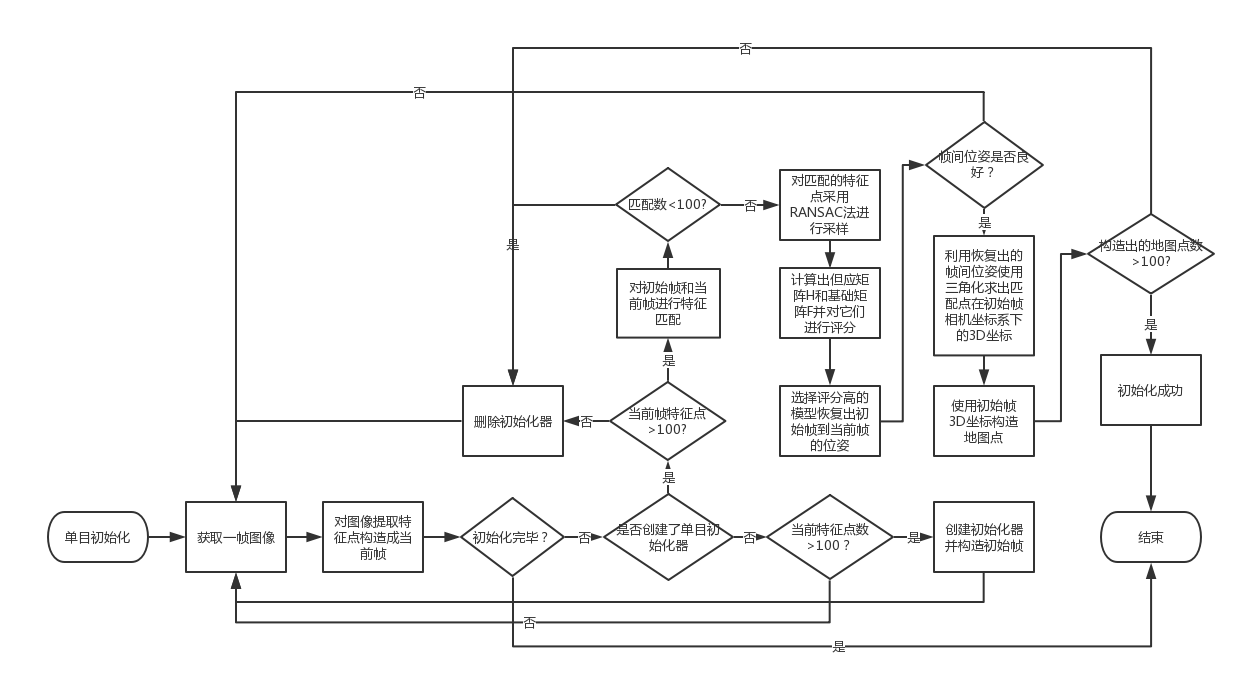 否
否
帧间位姿是否良
好？
对匹配的特征
点采用
RANSAC法进
行采样
匹配数<100?
否
是
是
构造出的地图点数
>100?
利用恢复出的
帧间位姿使用
三角化求出匹
配点在初始帧
相机坐标系下
的3D坐标
对初始帧和当
前帧进行特征
匹配
计算出但应矩
阵H和基础矩
阵F并对它们
进行评分
是
是
初始化成功
删除初始化器
否
当前帧特征点
>100?
选择评分高的
模型恢复出初
始帧到当前帧
的位姿
使用初始帧
3D坐标构造
地图点
是
单目初始化
获取一帧图像
对图像提取特
征点构造成当
前帧
初始化完毕？
否
是否创建了单目初
始化器
否
当前特征点数
>100？
是
创建初始化器
并构造初始帧
结束
否
是